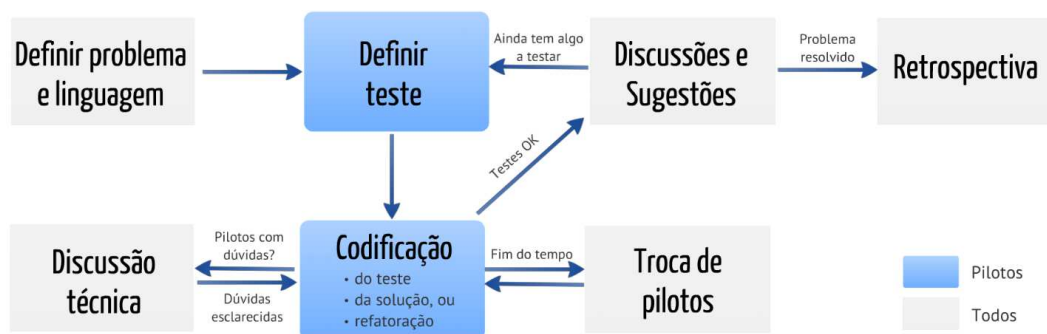 Definir problema
e linguagem
Definir
teste
Ainda tem algo
a testar
Discussões e
Sugestões
Problema
resolvido
Retrospectiva
Testes OK
Discussão
técnica
Pilotos com
dúvidas?
Dúvidas
esclarecidas
Codificação
• do teste
• da solução, ou
• refatoração
Fim do tempo
Troca de
pilotos
Pilotos
Todos